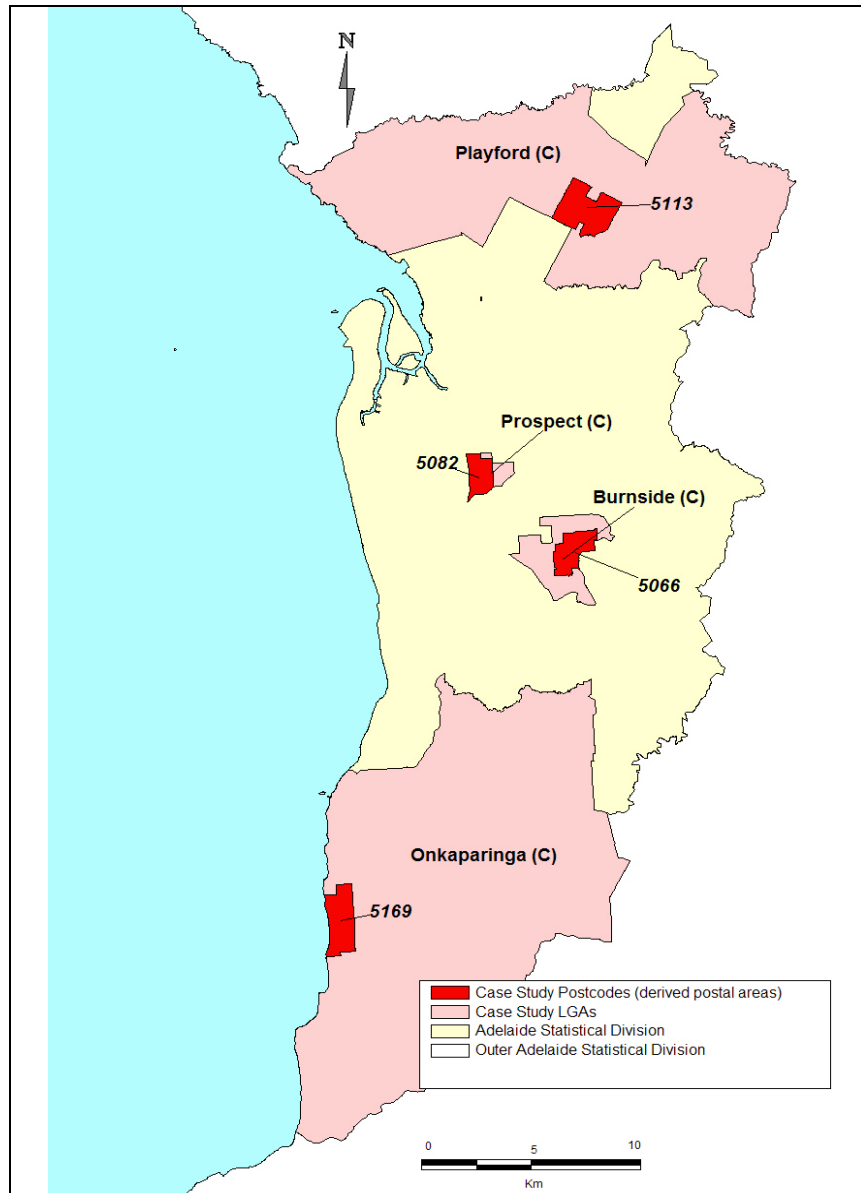 N
Playford (C)
5113
Prospect (C)
5082
Burnside (C)
5066
Onkaparinga (C)
5169
Case Study Postcodes (derived postal areas)
Case Study LGAs
Adelaide Statistical Division
Outer Adelaide Statistical Division
0 5 10
Km